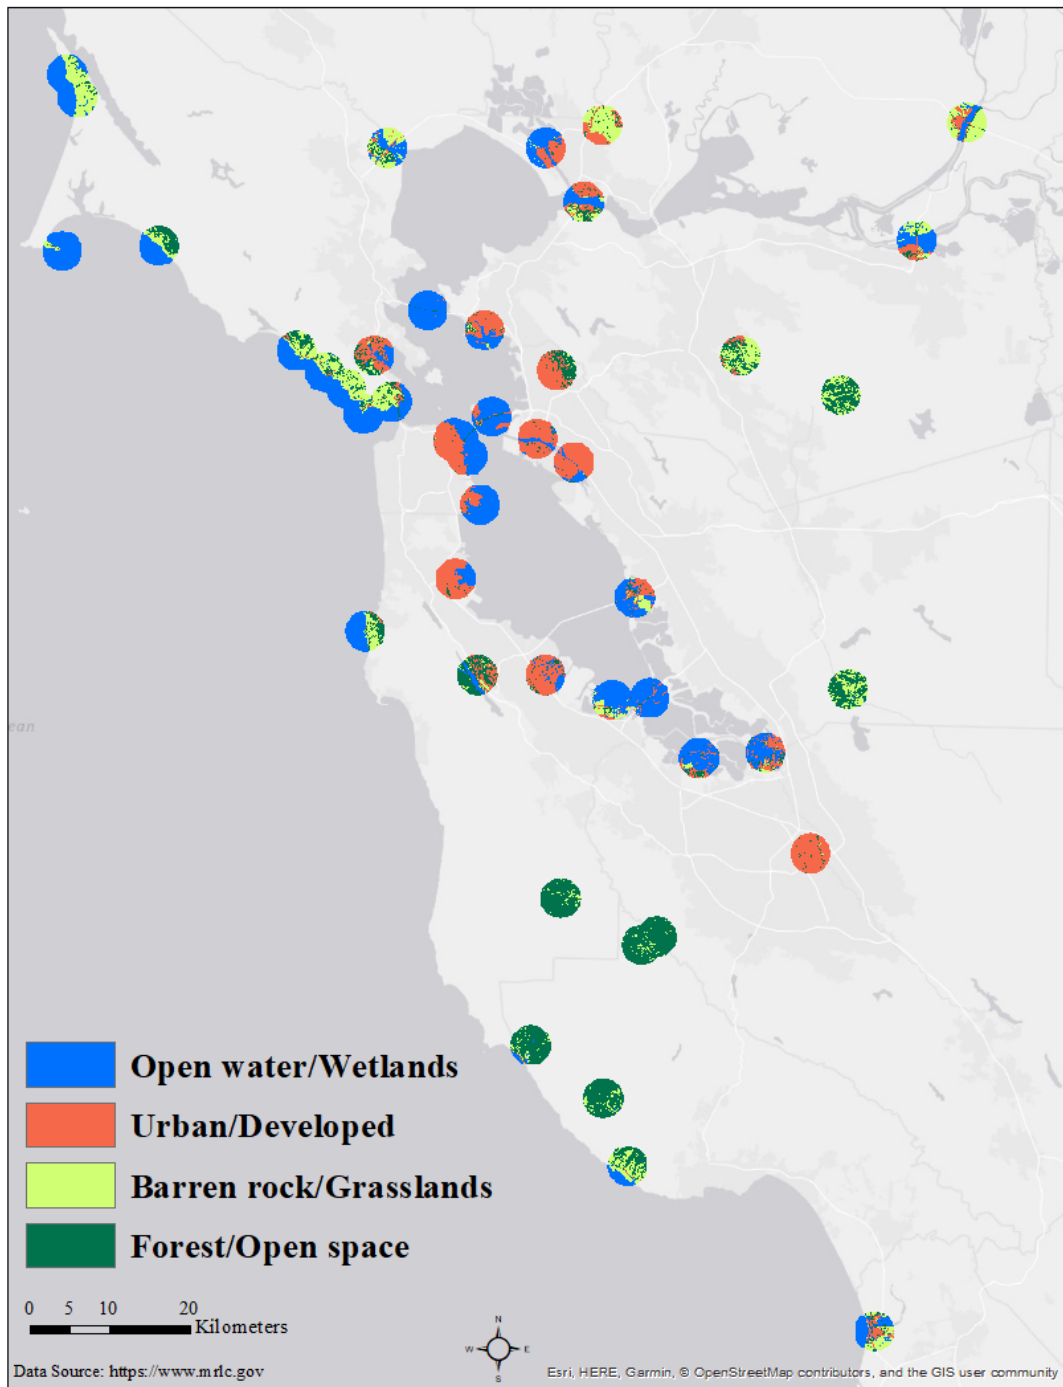 ean
Open water/Wetlands
Urban/Developed
Barren rock/Grasslands
Forest/Open space
0 5 10 20
Kilometers
N
W E
S
Data Source: https://www.mrlc.gov
Esri, HERE, Garmin, © OpenStreetMap contributors, and the GIS user community